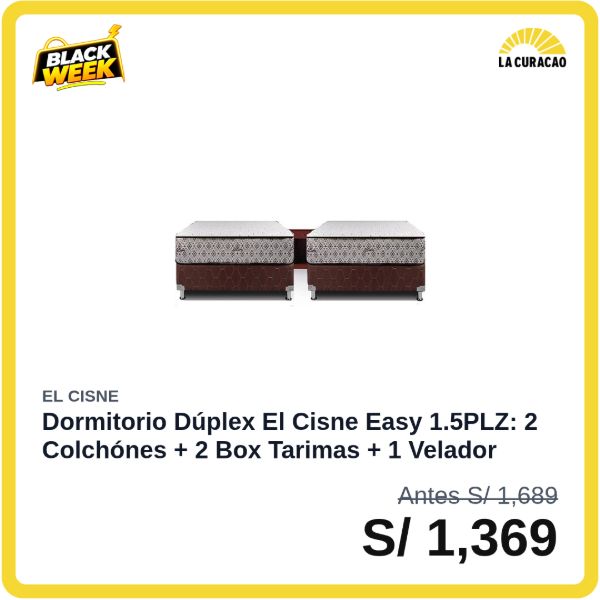 BLACK
WEEK
LA CURACAO
EL CISNE
Dormitorio Dúplex El Cisne Easy 1.5PLZ: 2
Colchónes + 2 Box Tarimas + 1 Velador
Antes S/ 1,689
S/ 1,369